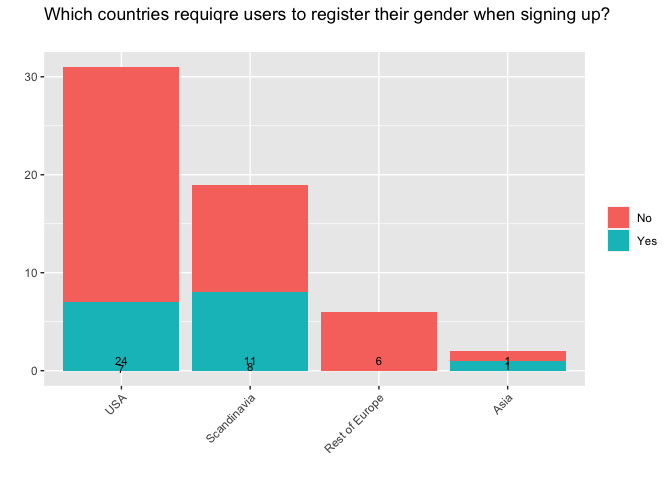 Which countries requiqre users to register their gender when signing up?
30
20
10
0
24
7
11
8
6
1
1
USA
Scandinavia
Rest of Europe
Asia
No
Yes